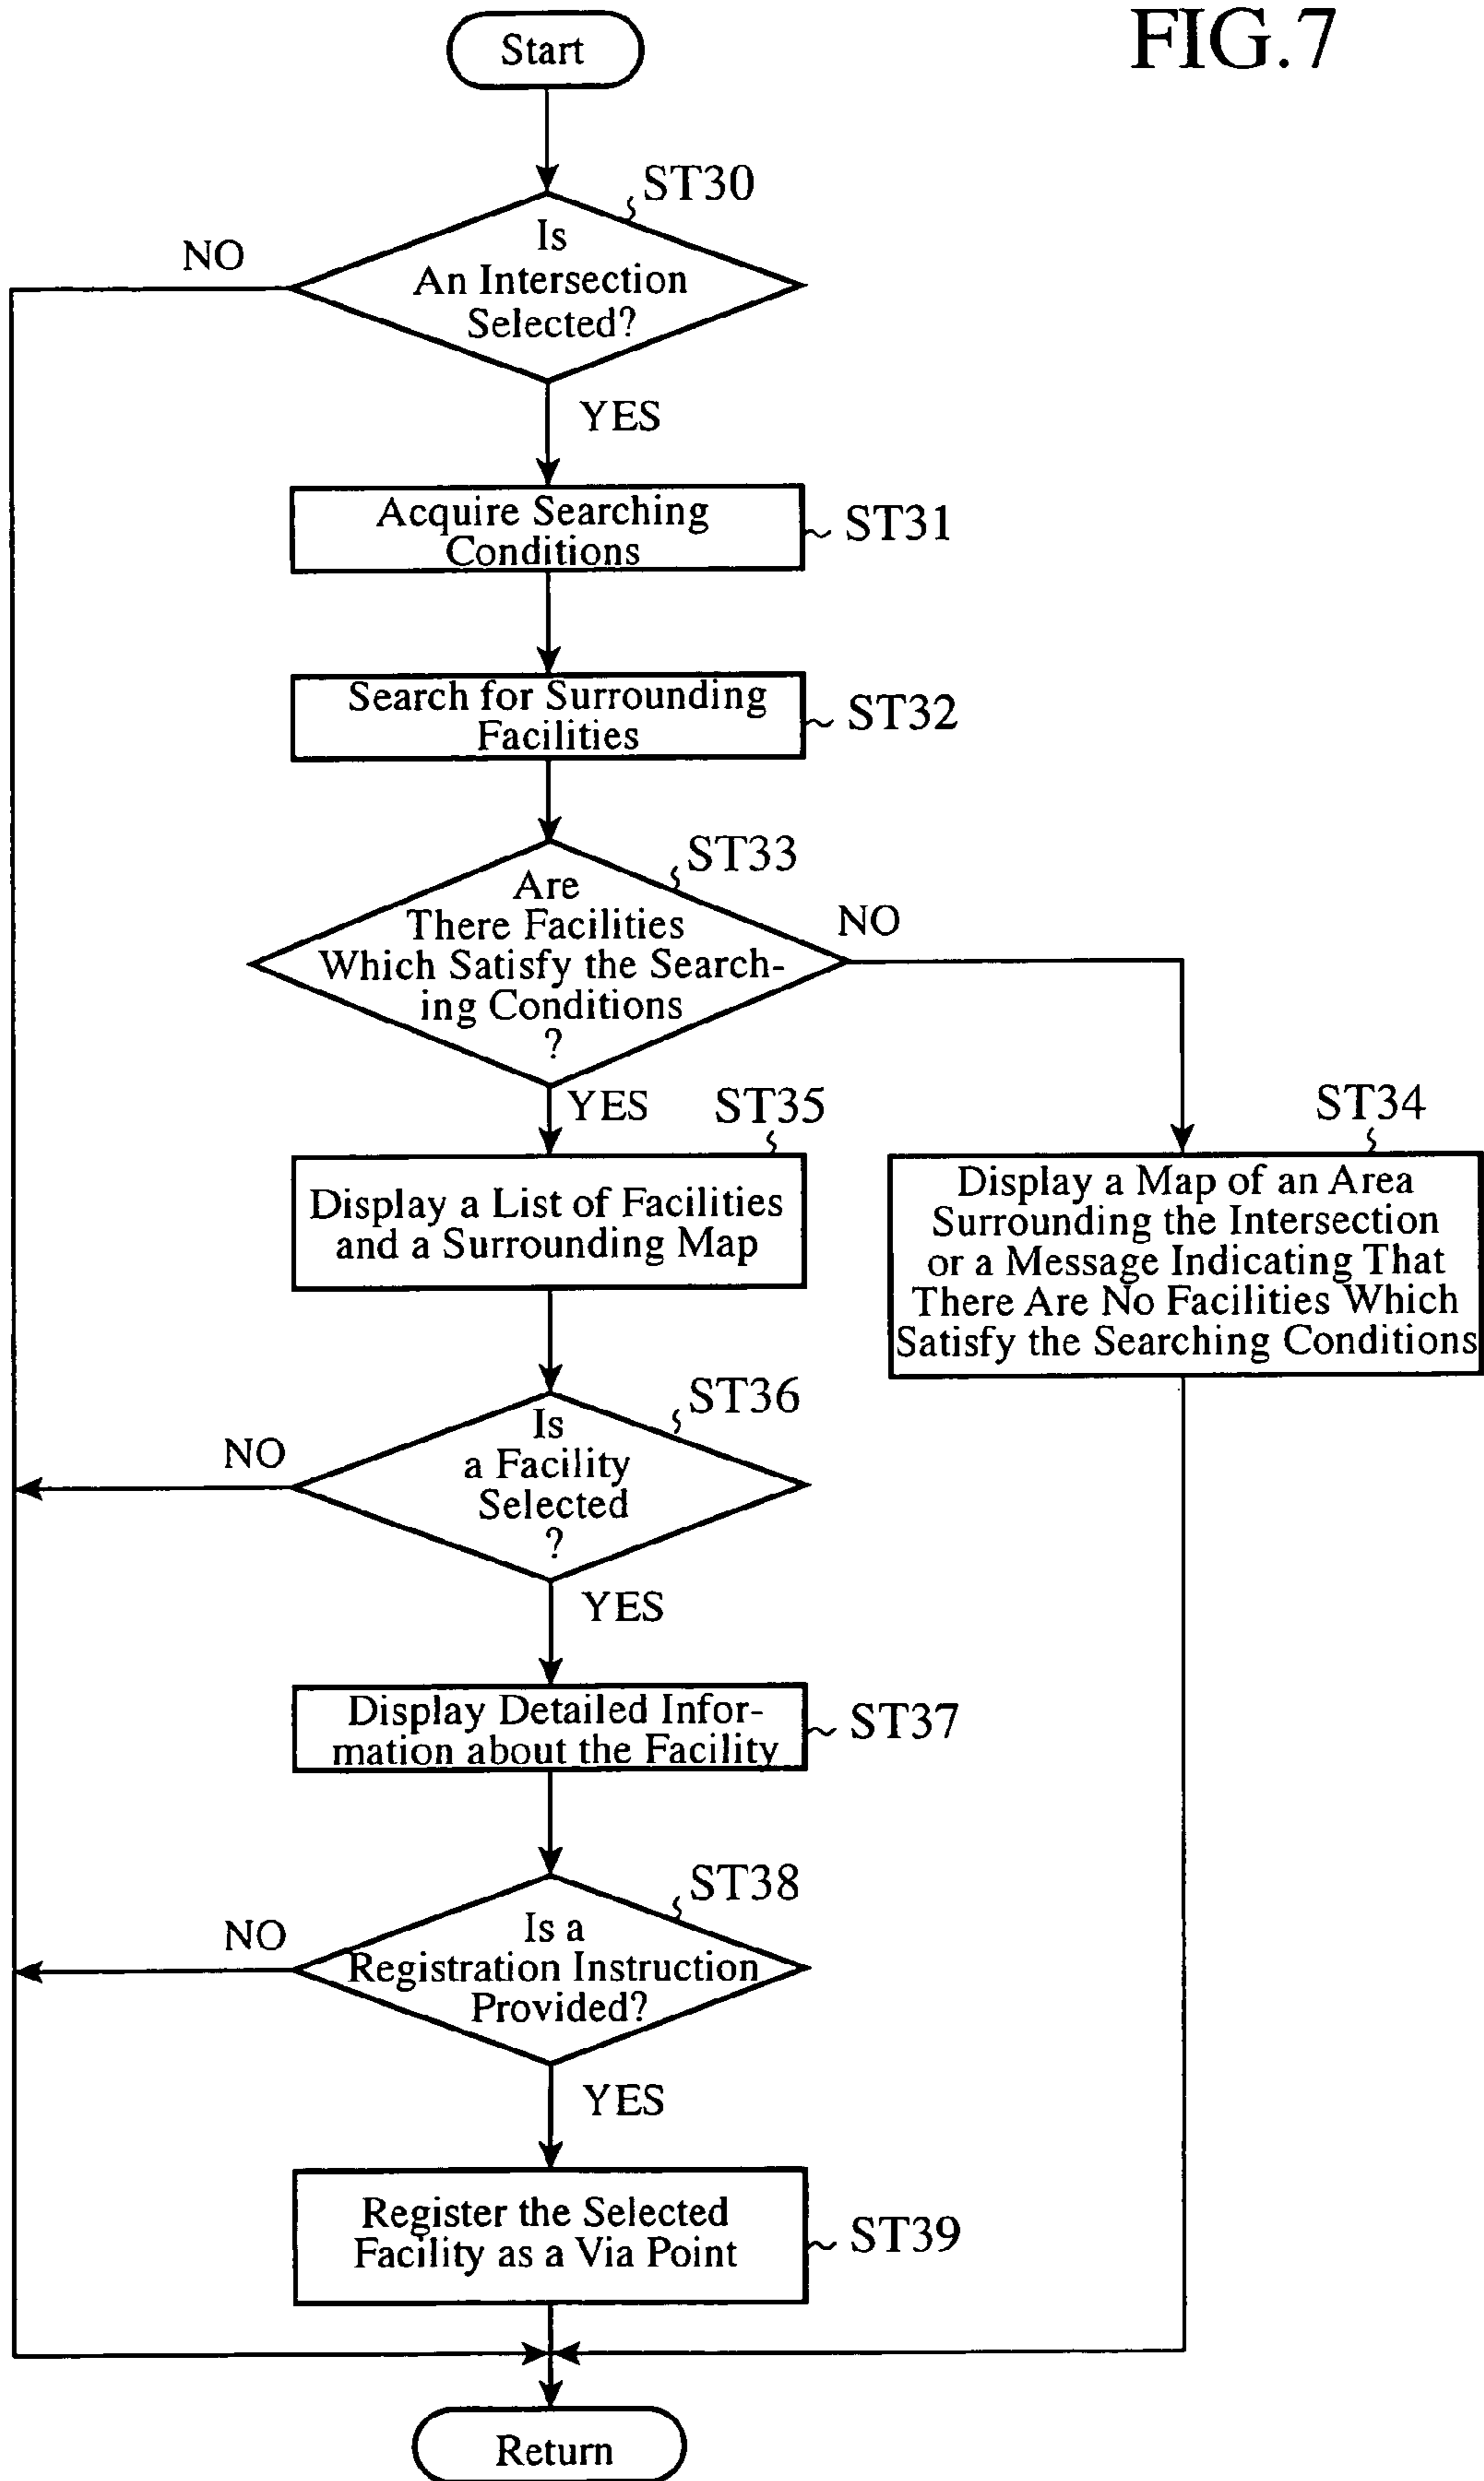 FIG.7
Start
ST30
Is
An Intersection
Selected?
NO
YES
Acquire Searching
Conditions
ST31
Search for Surrounding
Facilities
ST32
ST33
Are
There Facilities
Which Satisfy the Search-
ing Conditions
?
NO
YES
ST35
Display a List of Facilities
and a Surrounding Map
ST34
Display a Map of an Area
Surrounding the Intersection
or a Message Indicating That
There Are No Facilities Which
Satisfy the Searching Conditions
ST36
Is
a Facility
Selected
?
NO
YES
Display Detailed Infor-
mation about the Facility
ST37
ST38
Is a
Registration Instruction
Provided?
NO
YES
Register the Selected
Facility as a Via Point
ST39
Return